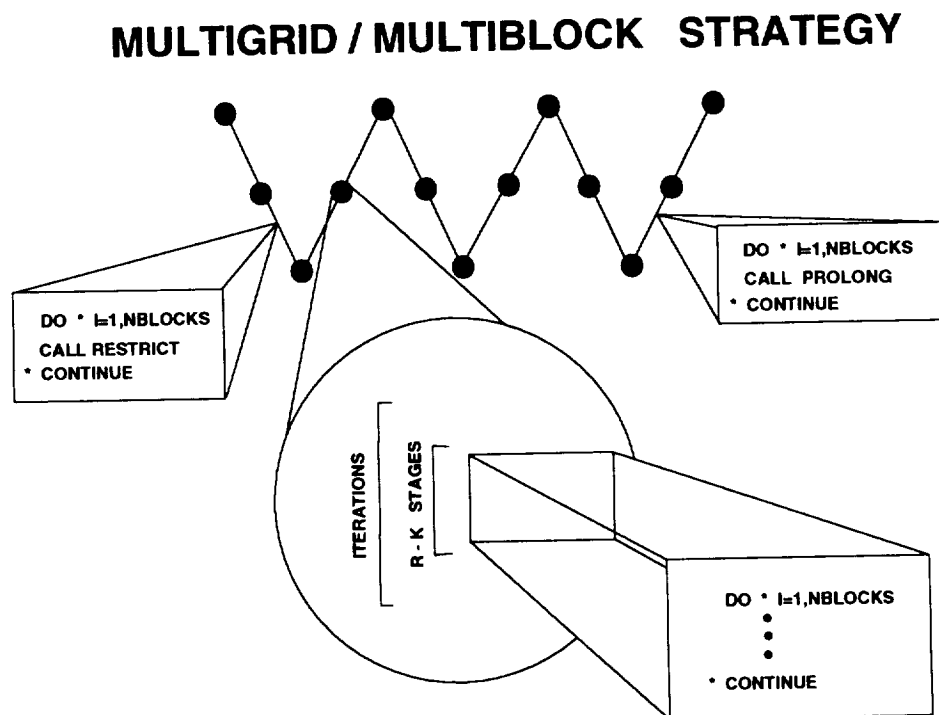 MULTIGRID / MULTIBLOCK STRATEGY
DO * I=1,NBLOCKS
CALL RESTRICT
* CONTINUE
DO * I=1,NBLOCKS
CALL PROLONG
* CONTINUE
ITERATIONS
R - K STAGES
DO * I=1,NBLOCKS
* CONTINUE